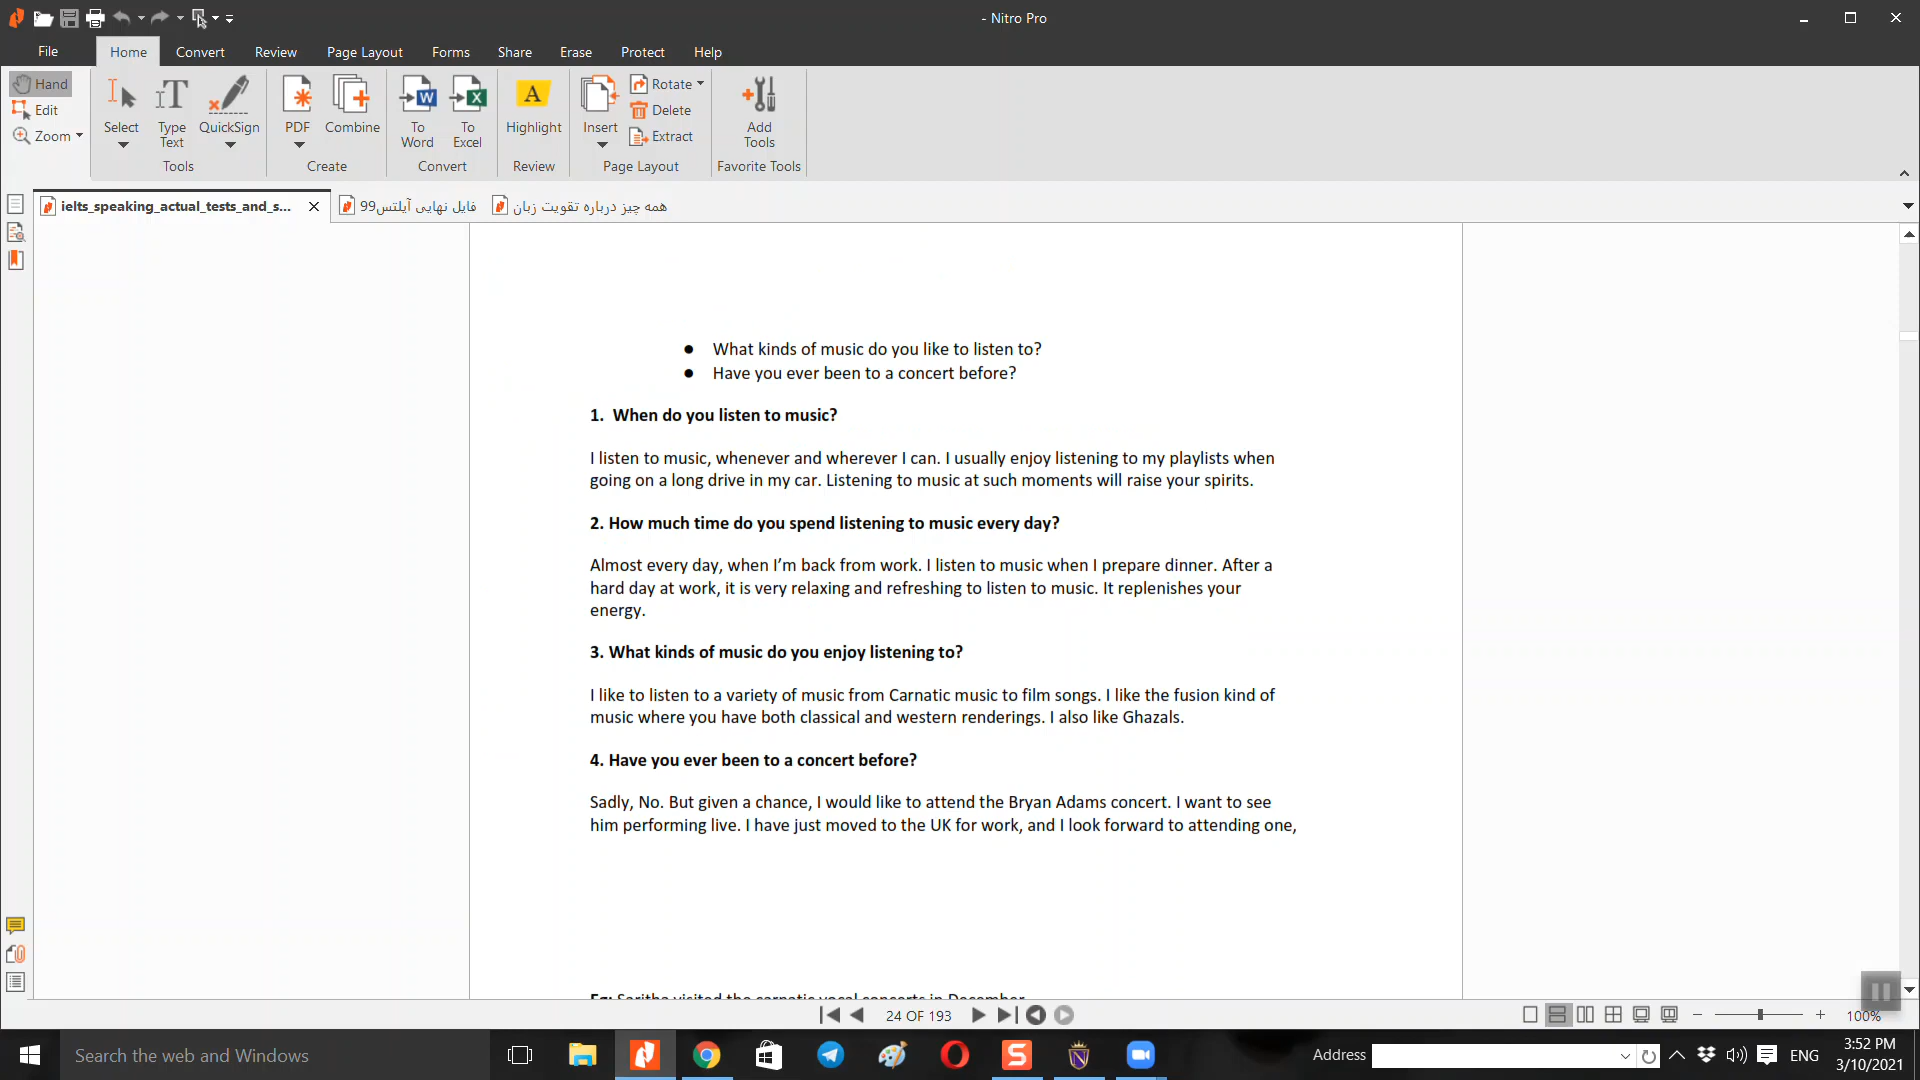 - Nitro Pro
File Home Convert Review Page Layout Forms Share Erase Protect Help
Hand
Edit
Zoom
Select
Type Text
QuickSign
Tools
PDF
Combine
Create
To Word
To Excel
Convert
Highlight
Review
Insert
Rotate
Delete
Extract
Page Layout
Add Tools
Favorite Tools
ielts_speaking_actual_tests_and_s...
فایل نهایی آیلتس99
همه چیز درباره تقویت زبان
● What kinds of music do you like to listen to?
● Have you ever been to a concert before?
1. When do you listen to music?
I listen to music, whenever and wherever I can. I usually enjoy listening to my playlists when
going on a long drive in my car. Listening to music at such moments will raise your spirits.
2. How much time do you spend listening to music every day?
Almost every day, when I’m back from work. I listen to music when I prepare dinner. After a
hard day at work, it is very relaxing and refreshing to listen to music. It replenishes your
energy.
3. What kinds of music do you enjoy listening to?
I like to listen to a variety of music from Carnatic music to film songs. I like the fusion kind of
music where you have both classical and western renderings. I also like Ghazals.
4. Have you ever been to a concert before?
Sadly, No. But given a chance, I would like to attend the Bryan Adams concert. I want to see
him performing live. I have just moved to the UK for work, and I look forward to attending one,
Eg: Saritha visited the carnatic vocal concerts in December
24 OF 193
100%
Search the web and Windows
Address
ENG
3:52 PM
3/10/2021